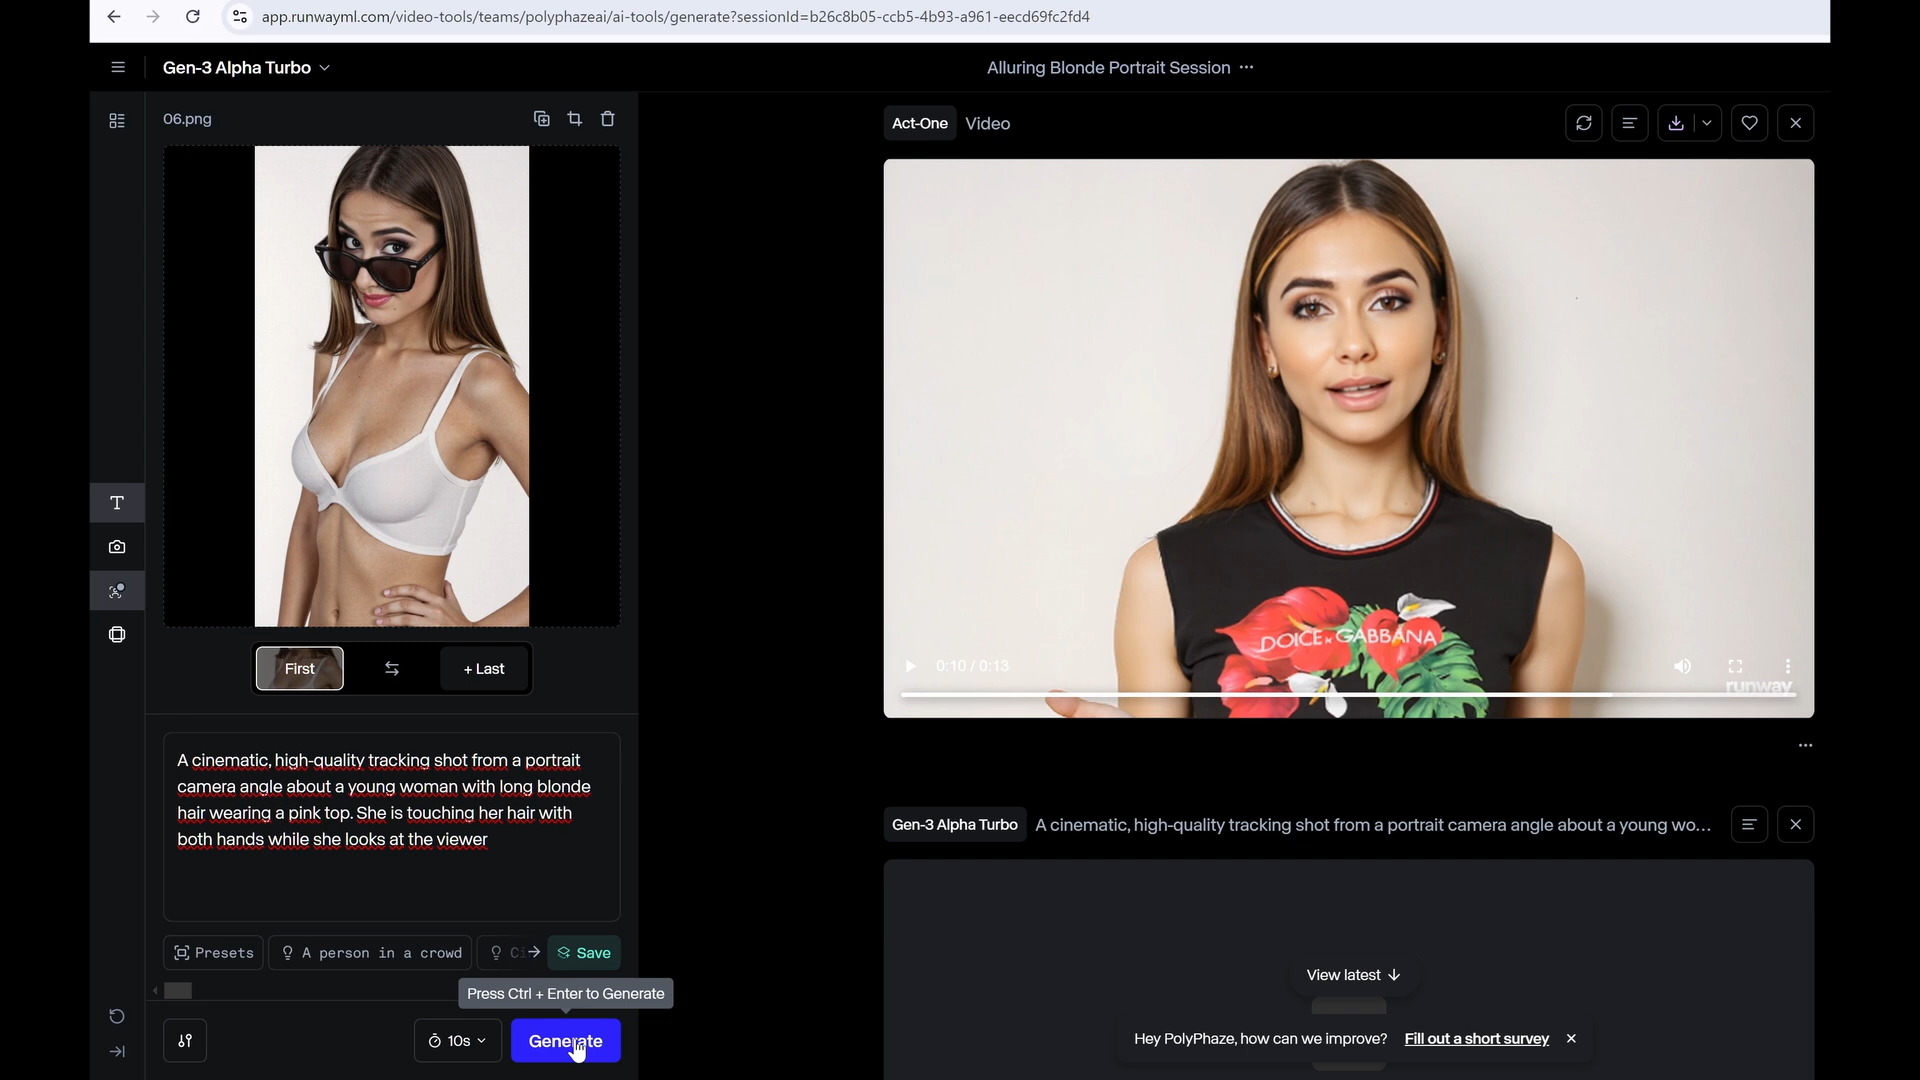 app.runwayml.com/video-tools/teams/polyphazeai/ai-tools/generate?sessionId=b26c8b05-ccb5-4b93-a961-eecd69fc2fd4
Gen-3 Alpha Turbo
Alluring Blonde Portrait Session
06.png
Act-One Video
DOLCE & GABBANA
0:10 / 0:13
runway
First
+ Last
A cinematic, high-quality tracking shot from a portrait
camera angle about a young woman with long blonde
hair wearing a pink top. She is touching her hair with
both hands while she looks at the viewer
Gen-3 Alpha Turbo A cinematic, high-quality tracking shot from a portrait camera angle about a young wo...
Presets
A person in a crowd
Ci
Save
View latest
Press Ctrl + Enter to Generate
10s
Generate
Hey PolyPhaze, how can we improve? Fill out a short survey